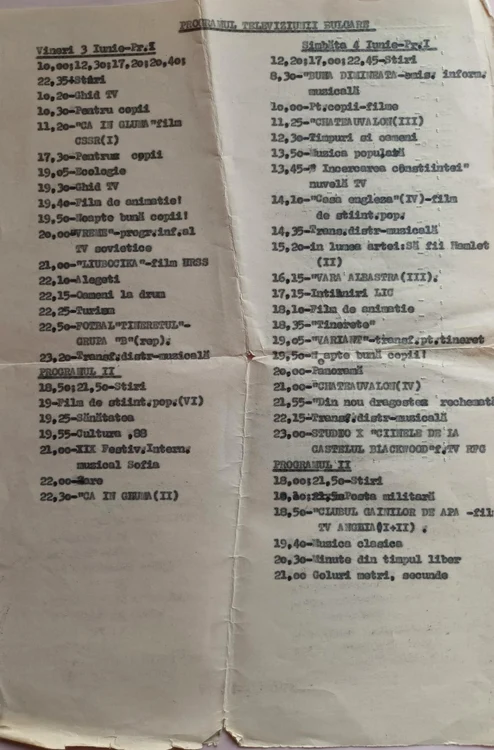 PROGRAMUL TELEVIZIUNII BULGARE
Vineri 3 Iunie-Pr.I
10,00;12,30;17,20;20,40;
22,35-Stiri
10,20-Ghid TV
10,30-Pentru copii
11,20-"CA IN GLUMA"film
CSSR(I)
17,30-Pentrus copii
19,05-Ecologie
19,30-Ghid TV
19,40-Film de animatie!
19,50-Noapte bună copii!
20,00-"VREME"-progr.inf.al
TV sovietice
21,00-"LIUBOCIKA"-film URSS
22,10-Alegeti
22,15-Oameni la drum
22,25-Turism
22,50-FOTBAL"TINERETUL"-
GRUPA "B"(rep).
23,20-Transf.distr-musicală
PROGRAMUL II
18,50;21,50-Stiri
19-Film de stiint.pop.(VI)
19,25-Sănătatea
19,55-Cultura ,88
21,00-XIX Festiv.Intern.
musical Sofia
22,00-
22,30-"CA IN GLUMA(II)
Simbăta 4 Iunie-Pr.I
12,20;17,00;22,45-Stiri
8,30-"BUNA DIMINEATA-emis. inform.
muzicală
10,00-Pt.copii-filme
11,25-"CHATEAUVALON(III)
12,30-Timpuri si oameni
13,50-Musica populară
13,45-" Incercarea constiintei"
nuvelă TV
14,10-"Casa engleza"(IV)-film
de stiint.pop.
14,35-Trans.distr-musicală
15,20-in lumea artei:Să fii Hamlet
(II)
16,15-"VARA ALBASTRA(III).
17,15-Intilniri LIC
18,10-Film de animatie
18,35-"Tinerete"
19,05-"VARIANT"-transf.pt.tineret
19,50-Noapte bună copii!
20,00-Panoramă
21,00-"CHATEAUVALON(IV)
21,55-"Din nou dragostea rechemată
22,15-Transf.distr-musicală
23,00-STUDEO X "CIINELE DE LA
CASTELUL BLACKWOOD"f.TV RFG
PROGRAMUL II
18,00;21,50-Stiri
Posta militară
18,50-"CLUBUL GAINILOR DE APA -film
TV ANGLIA(I+II) .
19,40-Musica clasica
20,30-Minute din timpul liber
21,00 Goluri metri, secunde